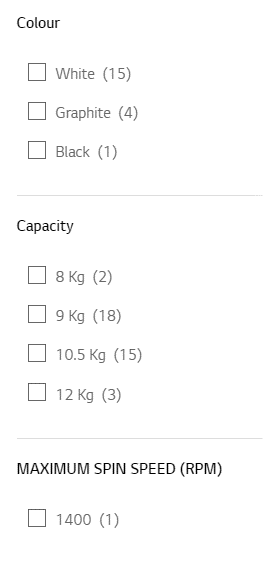 Colour
White (15)
Graphite (4)
Black (1)
Capacity
8 Kg (2)
9 Kg (18)
10.5 Kg (15)
12 Kg (3)
MAXIMUM SPIN SPEED (RPM)
1400 (1)